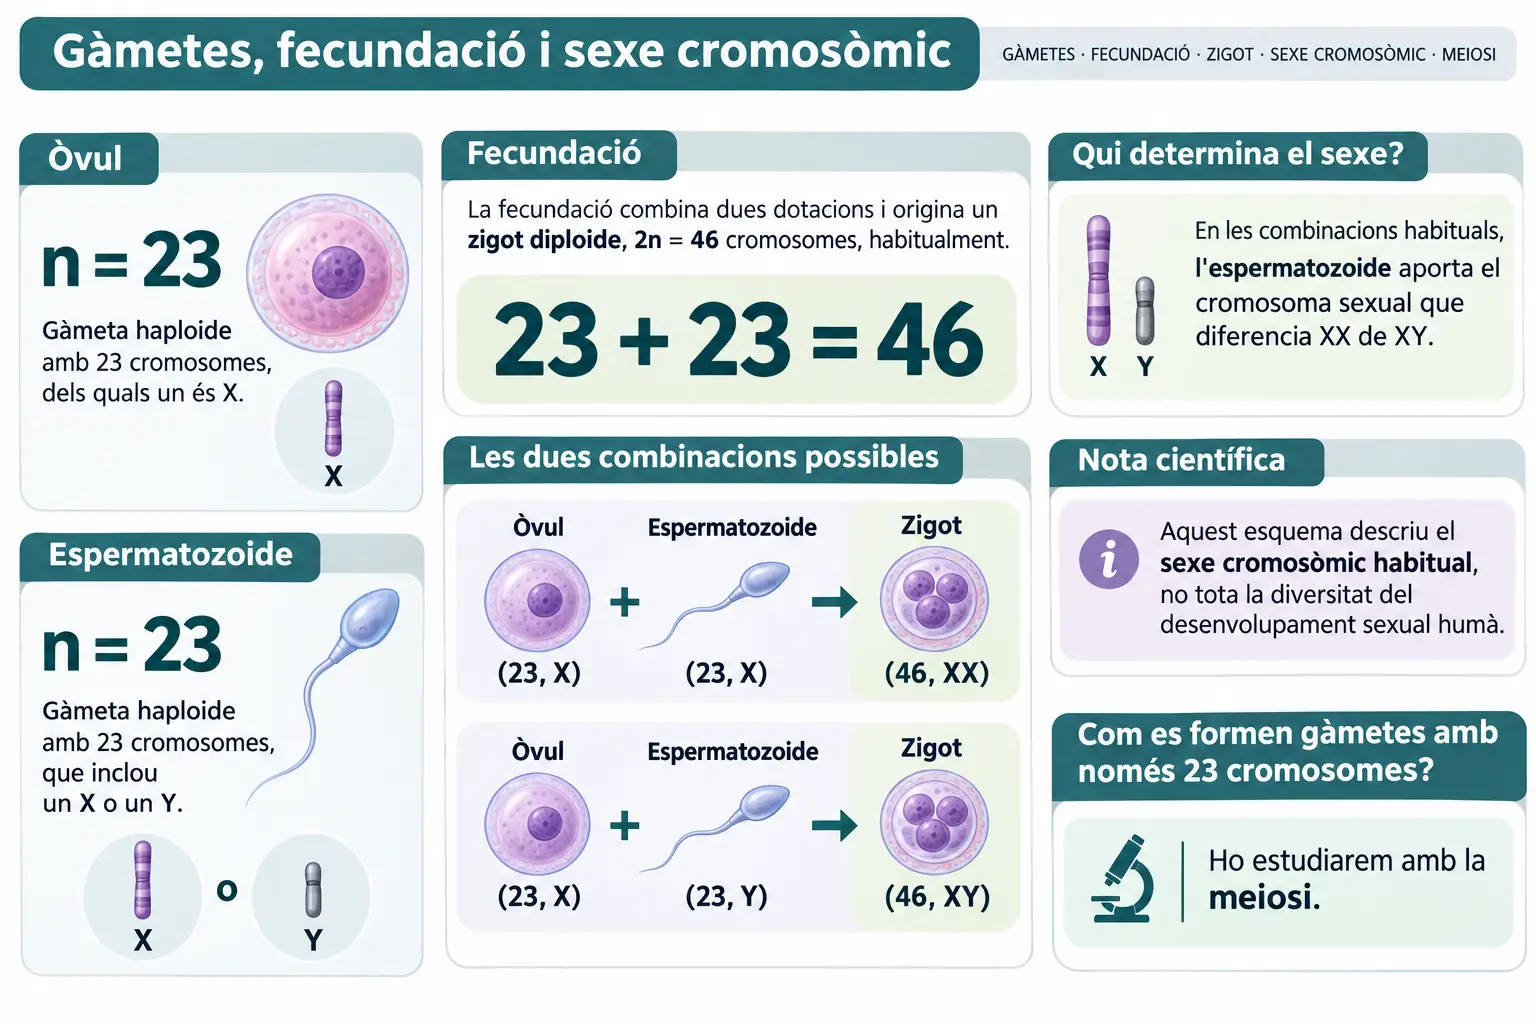 Gàmetes, fecundació i sexe cromosòmic
GÀMETES · FECUNDACIÓ · ZIGOT · SEXE CROMOSÒMIC · MEIOSI
Òvul
n = 23
Gàmeta haploide
amb 23 cromosomes,
dels quals un és X.
X
Espermatozoide
n = 23
Gàmeta haploide
amb 23 cromosomes,
que inclou
un X o un Y.
X
o
Y
Fecundació
La fecundació combina dues dotacions i origina un
zigot diploide, 2n = 46 cromosomes, habitualment.
23 + 23 = 46
Les dues combinacions possibles
Òvul
Espermatozoide
Zigot
+
(23, X)
(23, X)
(46, XX)
Òvul
Espermatozoide
Zigot
+
(23, X)
(23, Y)
(46, XY)
Qui determina el sexe?
X
Y
En les combinacions habituals,
l'espermatozoide aporta el
cromosoma sexual que
diferencia XX de XY.
Nota científica
i
Aquest esquema descriu el
sexe cromosòmic habitual,
no tota la diversitat del
desenvolupament sexual humà.
Com es formen gàmetes amb
només 23 cromosomes?
Ho estudiarem amb la
meiosi.